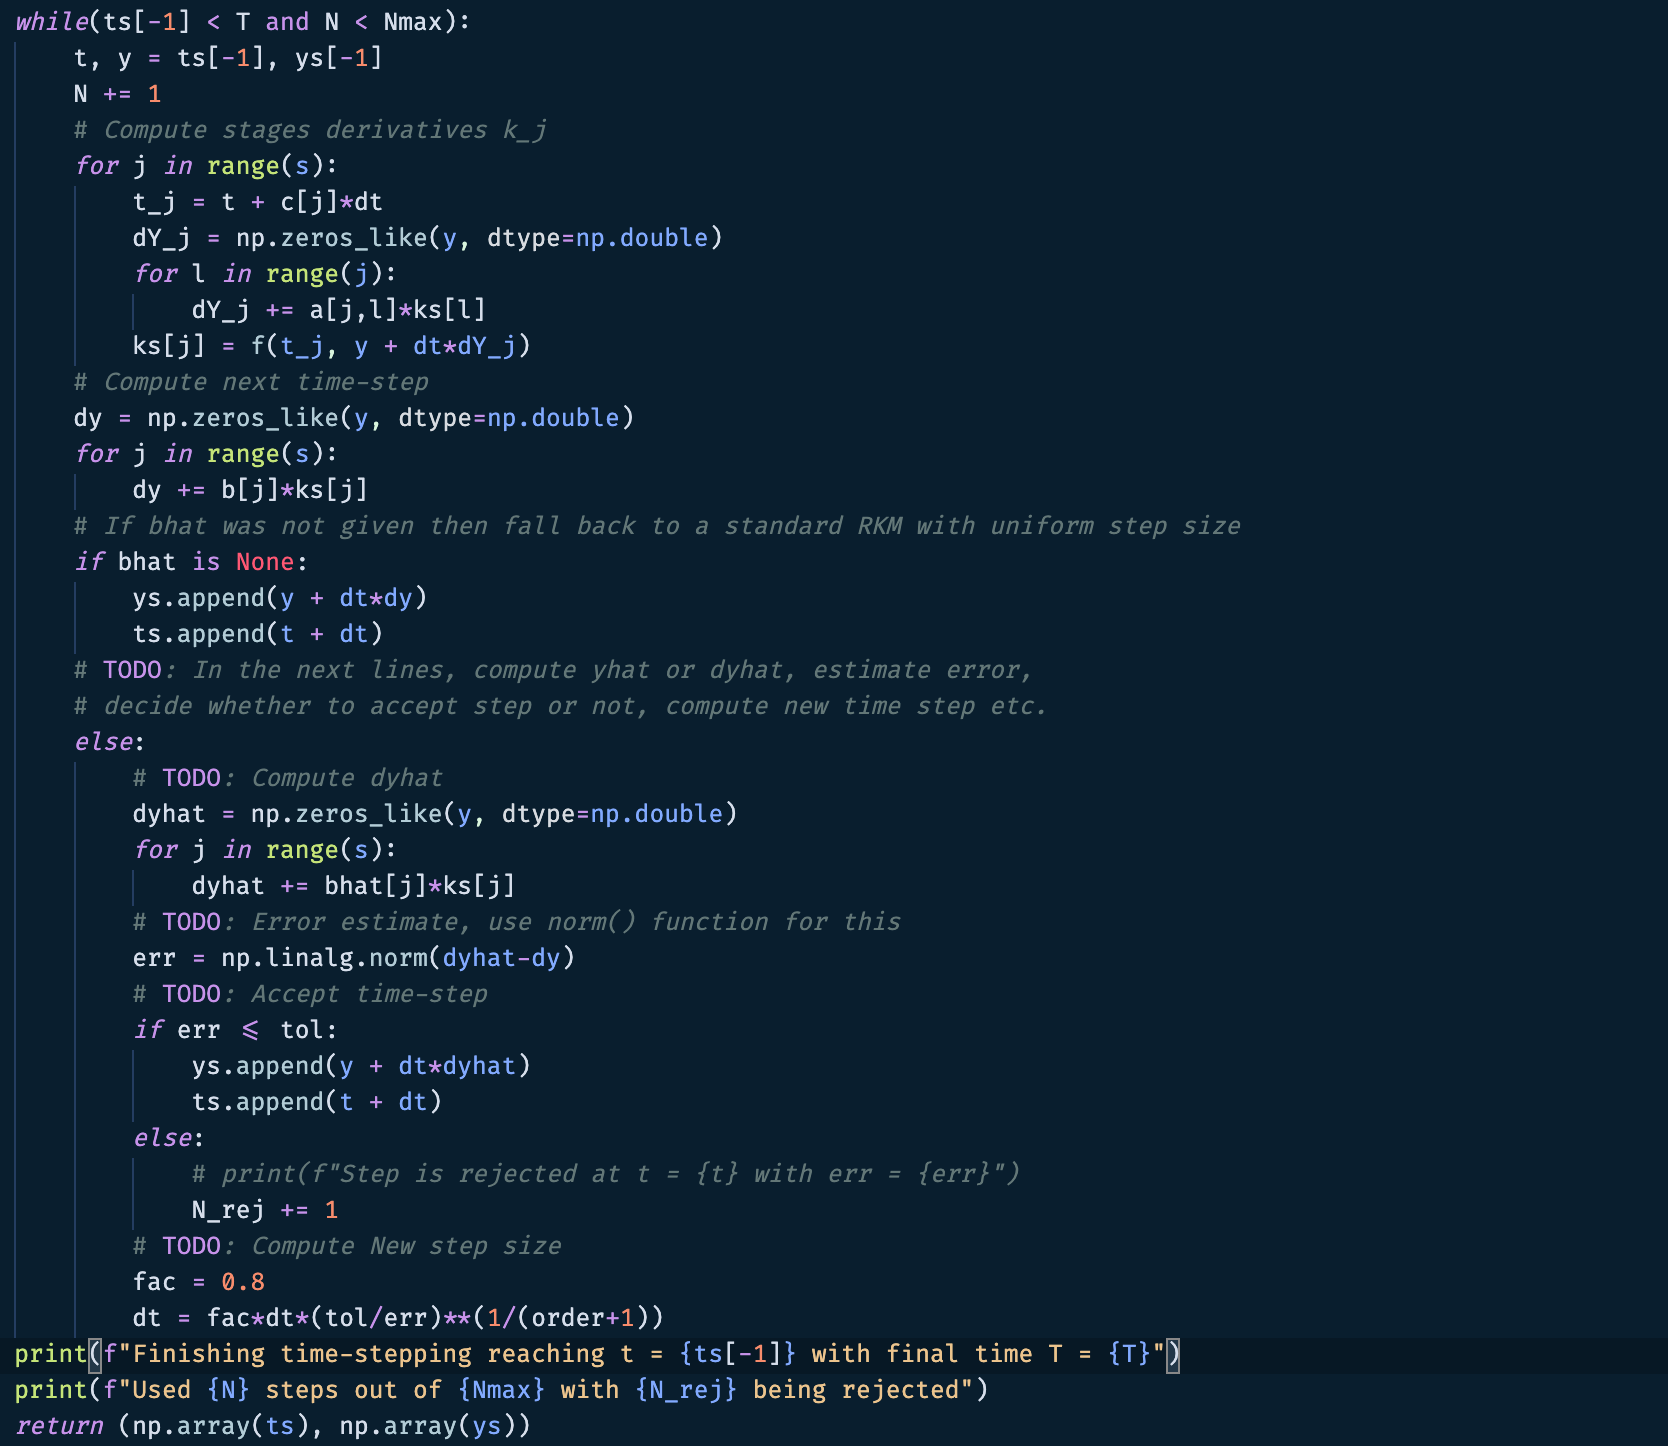 while(ts[-1] < T and N < Nmax):
    t, y = ts[-1], ys[-1]
    N += 1
    # Compute stages derivatives k_j
    for j in range(s):
        t_j = t + c[j]*dt
        dY_j = np.zeros_like(y, dtype=np.double)
        for l in range(j):
            dY_j += a[j,l]*ks[l]
        ks[j] = f(t_j, y + dt*dY_j)
    # Compute next time-step
    dy = np.zeros_like(y, dtype=np.double)
    for j in range(s):
        dy += b[j]*ks[j]
    # If bhat was not given then fall back to a standard RKM with uniform step size
    if bhat is None:
        ys.append(y + dt*dy)
        ts.append(t + dt)
    # TODO: In the next lines, compute yhat or dyhat, estimate error,
    # decide whether to accept step or not, compute new time step etc.
    else:
        # TODO: Compute dyhat
        dyhat = np.zeros_like(y, dtype=np.double)
        for j in range(s):
            dyhat += bhat[j]*ks[j]
        # TODO: Error estimate, use norm() function for this
        err = np.linalg.norm(dyhat-dy)
        # TODO: Accept time-step
        if err ⩽ tol:
            ys.append(y + dt*dyhat)
            ts.append(t + dt)
        else:
            # print(f"Step is rejected at t = {t} with err = {err}")
            N_rej += 1
        # TODO: Compute New step size
        fac = 0.8
        dt = fac*dt*(tol/err)**(1/(order+1))
print(f"Finishing time-stepping reaching t = {ts[-1]} with final time T = {T}")
print(f"Used {N} steps out of {Nmax} with {N_rej} being rejected")
return (np.array(ts), np.array(ys))